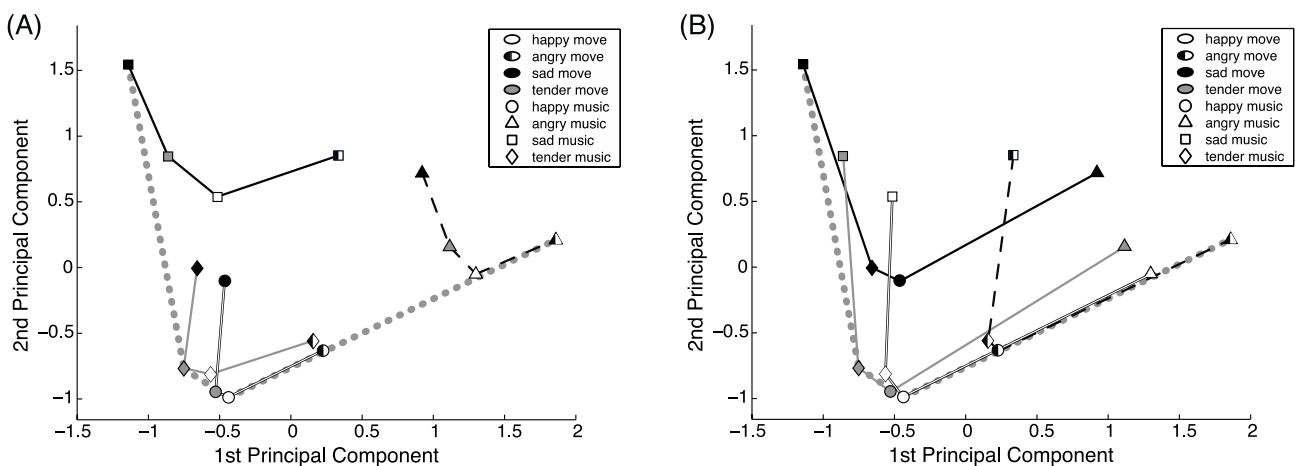 (A)
happy move
angry move
sad move
tender move
happy music
angry music
sad music
tender music
1.5
1
0.5
0
−0.5
−1
2nd Principal Component
−1.5 −1 −0.5 0 0.5 1 1.5 2
1st Principal Component
(B)
happy move
angry move
sad move
tender move
happy music
angry music
sad music
tender music
1.5
1
0.5
0
−0.5
−1
2nd Principal Component
−1.5 −1 −0.5 0 0.5 1 1.5 2
1st Principal Component